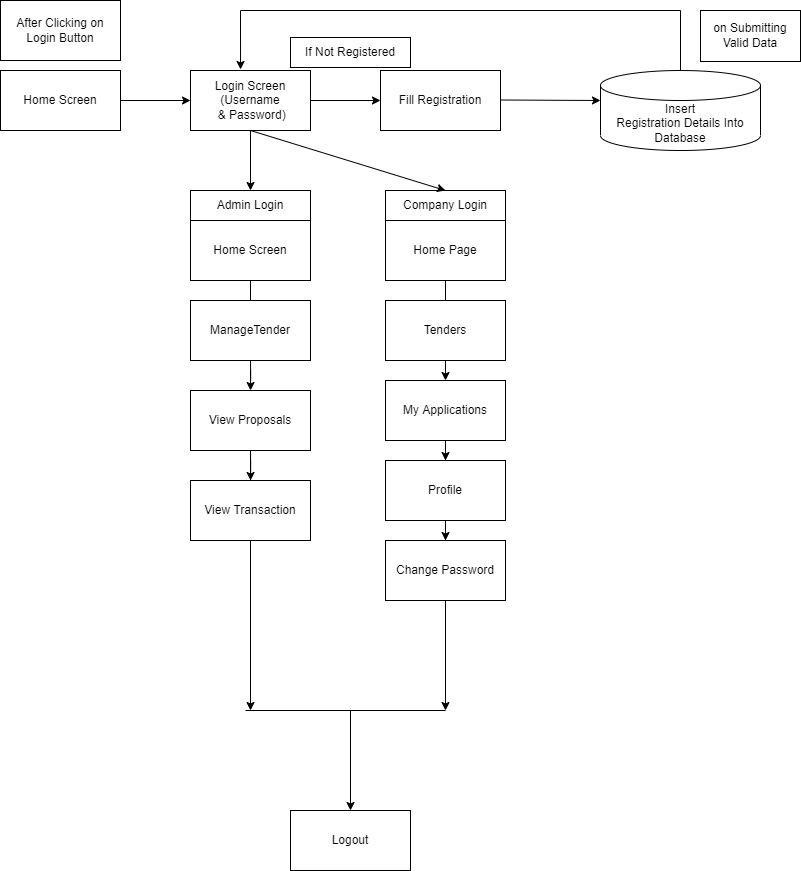 After Clicking on
Login Button
on Submitting
Valid Data
If Not Registered
Home Screen
Login Screen
(Username
& Password)
Fill Registration
Insert
Registration Details Into
Database
Admin Login
Company Login
Home Screen
Home Page
ManageTender
Tenders
View Proposals
My Applications
View Transaction
Profile
Change Password
Logout